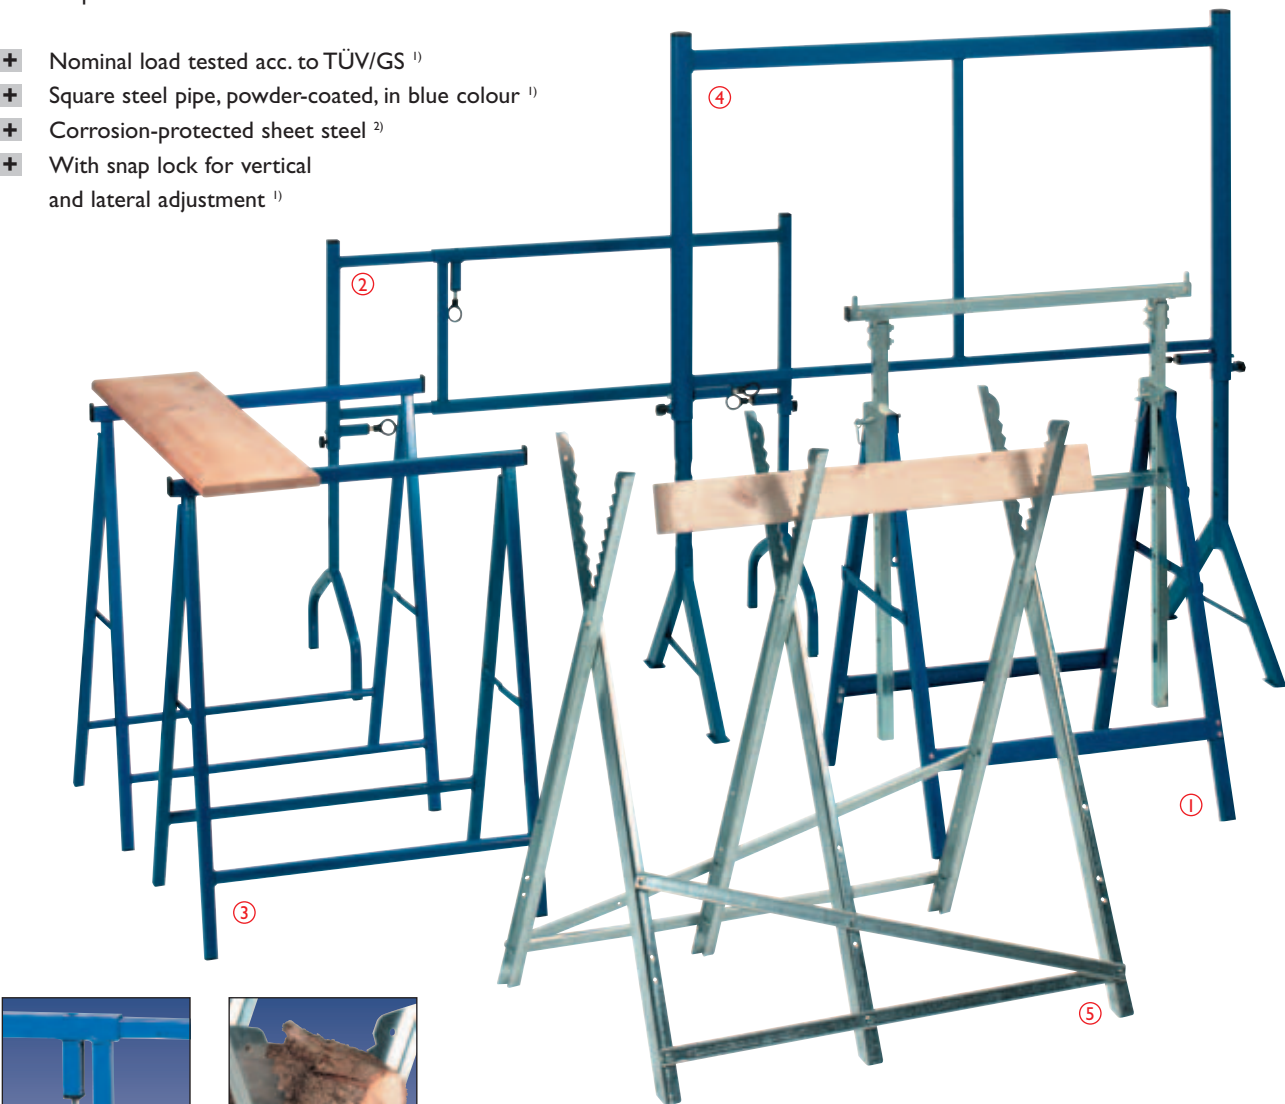 + Nominal load tested acc. to TÜV/GS 1)
+ Square steel pipe, powder-coated, in blue colour 1)
+ Corrosion-protected sheet steel 2)
+ With snap lock for vertical
and lateral adjustment 1)
④
②
①
③
⑤